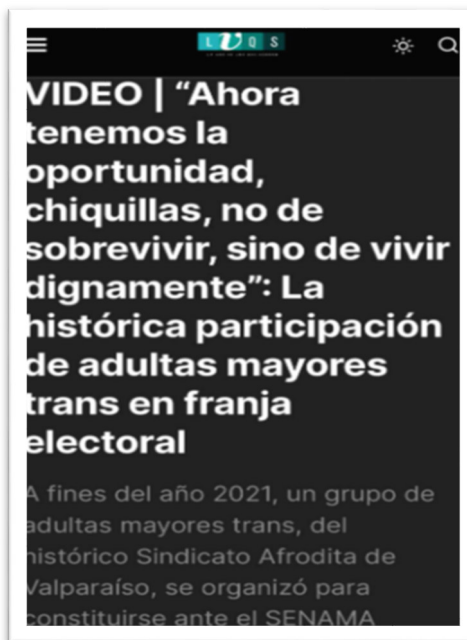 LVQS
VIDEO | “Ahora
tenemos la
oportunidad,
chiquillas, no de
sobrevivir, sino de vivir
dignamente”: La
histórica participación
de adultas mayores
trans en franja
electoral
A fines del año 2021, un grupo de
adultas mayores trans, del
histórico Sindicato Afrodita de
Valparaíso, se organizó para
constituirse ante el SENAMA